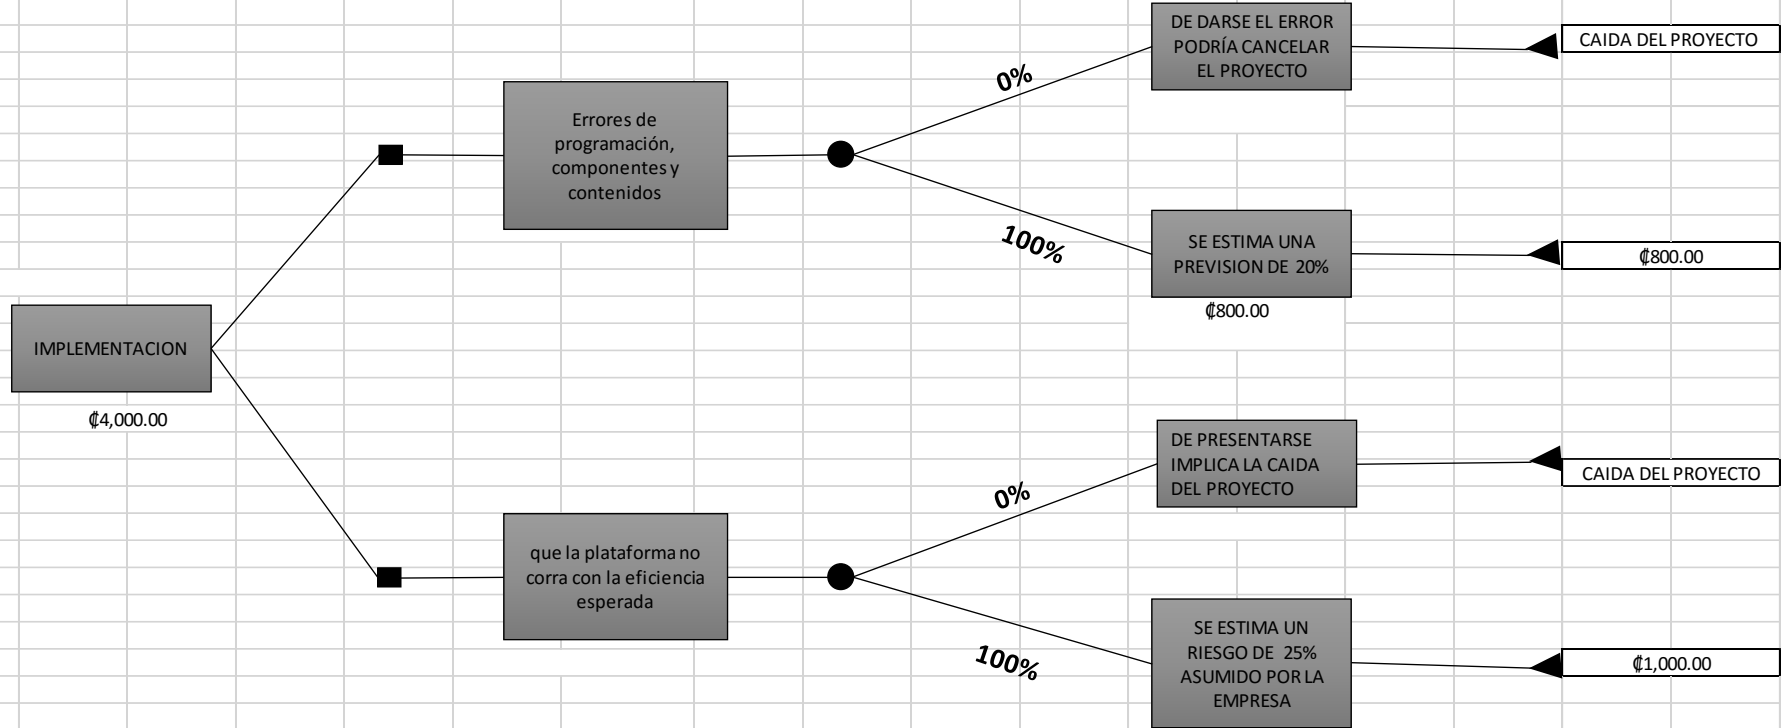 DE DARSE EL ERROR
PODRÍA CANCELAR
EL PROYECTO
CAIDA DEL PROYECTO
0%
Errores de
programación,
componentes y
contenidos
100%
SE ESTIMA UNA
PREVISION DE 20%
₡800.00
₡800.00
IMPLEMENTACION
₡4,000.00
DE PRESENTARSE
IMPLICA LA CAIDA
DEL PROYECTO
CAIDA DEL PROYECTO
0%
que la plataforma no
corra con la eficiencia
esperada
100%
SE ESTIMA UN
RIESGO DE 25%
ASUMIDO POR LA
EMPRESA
₡1,000.00